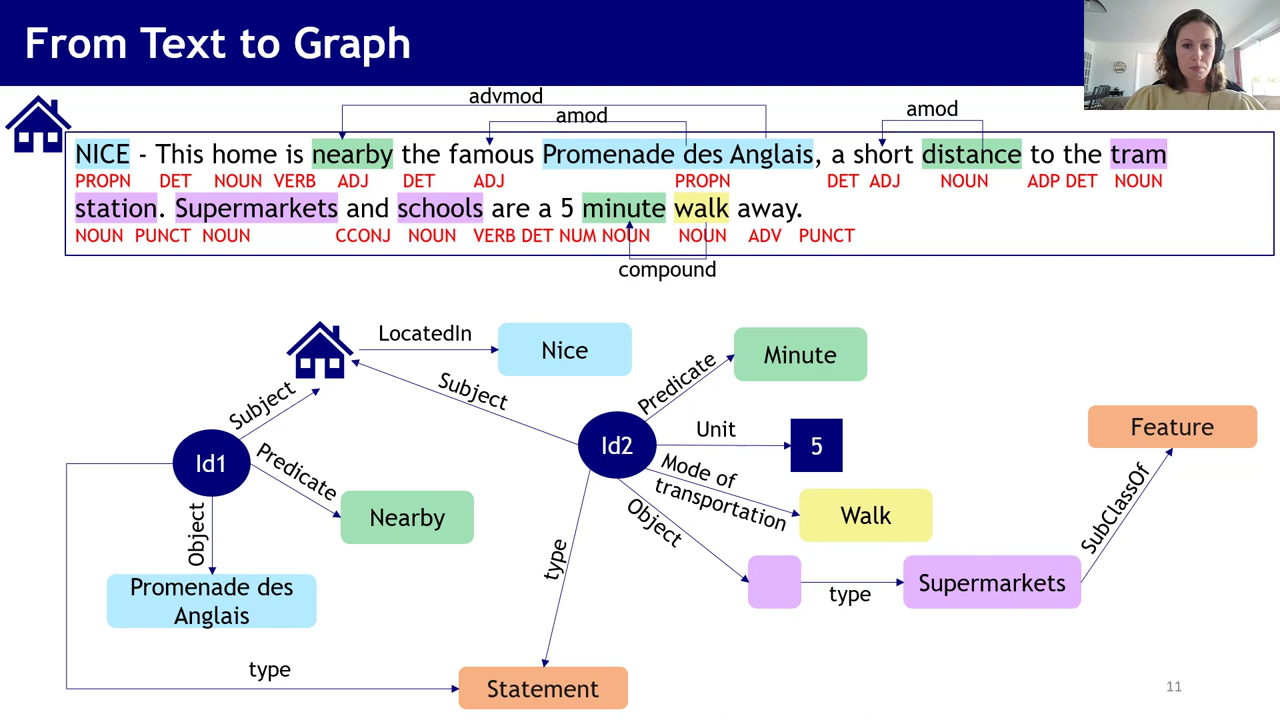 From Text to Graph
advmod
amod
amod
NICE - This home is nearby the famous Promenade des Anglais, a short distance to the tram
PROPN DET NOUN VERB ADJ DET ADJ PROPN DET ADJ NOUN ADP DET NOUN
station. Supermarkets and schools are a 5 minute walk away.
NOUN PUNCT NOUN CCONJ NOUN VERB DET NUM NOUN NOUN ADV PUNCT
compound
LocatedIn
Nice
Subject
Subject
Predicate
Minute
Id1
Predicate
Nearby
Object
Promenade des
Anglais
type
Id2
Unit
5
Mode of
transportation
Walk
Object
type
Supermarkets
SubClassOf
Feature
type
Statement
11